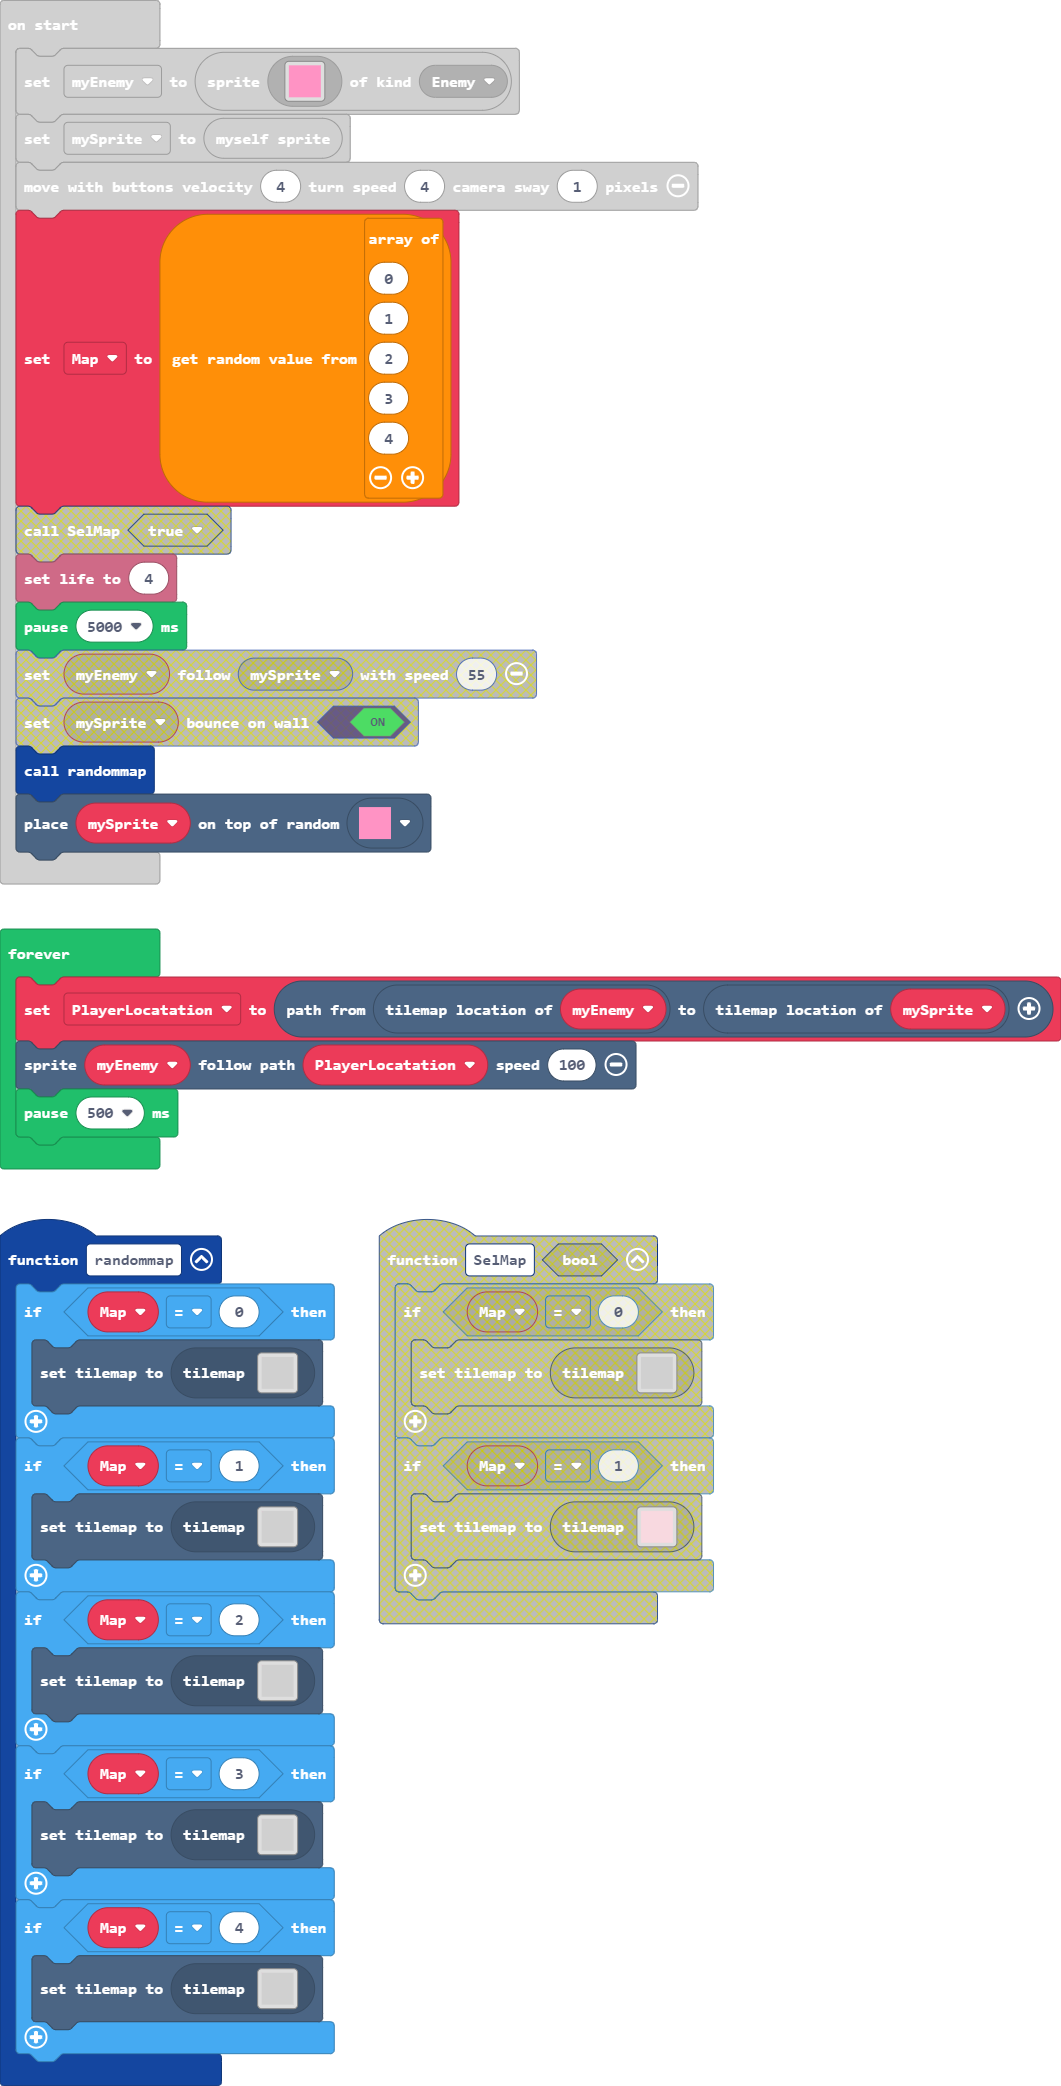 on start
set myEnemy to sprite of kind Enemy
set mySprite to myself sprite
move with buttons velocity 4 turn speed 4 camera sway 1 pixels
array of
0
1
set Map to get random value from 2
3
4
call SelMap true
set life to 4
pause 5000 ms
set myEnemy follow mySprite with speed 55
set mySprite bounce on wall ON
call randommap
place mySprite on top of random
forever
set PlayerLocatation to path from tilemap location of myEnemy to tilemap location of mySprite
sprite myEnemy follow path PlayerLocatation speed 100
pause 500 ms
function randommap
if Map = 0 then
set tilemap to tilemap
if Map = 1 then
set tilemap to tilemap
if Map = 2 then
set tilemap to tilemap
if Map = 3 then
set tilemap to tilemap
if Map = 4 then
set tilemap to tilemap
function SelMap bool
if Map = 0 then
set tilemap to tilemap
if Map = 1 then
set tilemap to tilemap